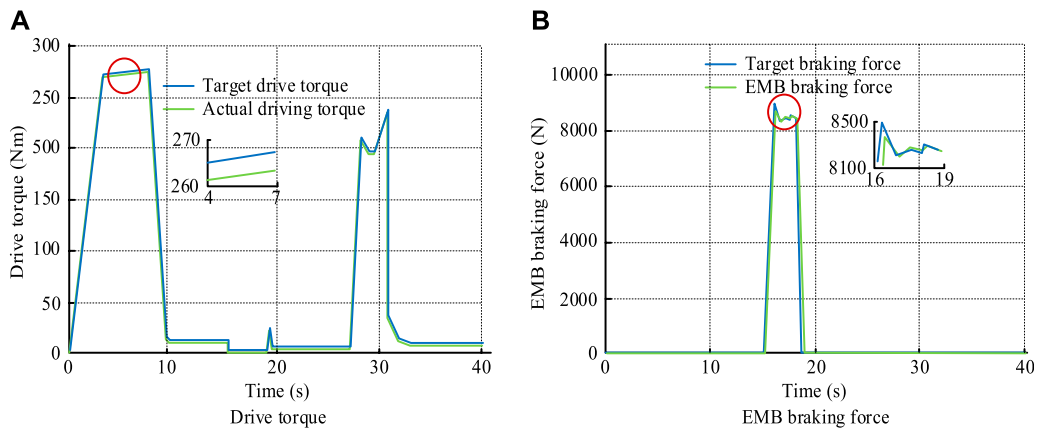 A
Drive torque (Nm)
300
250
500
150
100
50
0
Target drive torque
Actual driving torque
270
260
4 7
0 10 20 30 40
Time (s)
Drive torque
B
EMB braking force (N)
10000
8000
6000
4000
2000
0
Target braking force
EMB braking force
8500
8100
16 19
0 10 20 30 40
Time (s)
EMB braking force